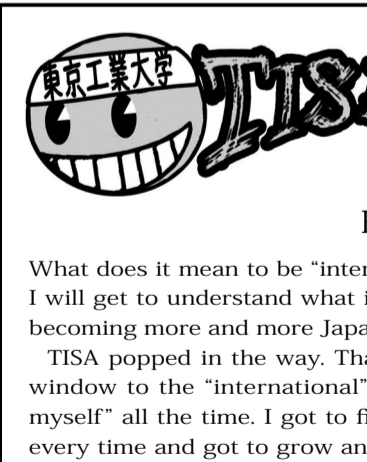 東京工業大学
TIS
What does it mean to be “inter
I will get to understand what i
becoming more and more Japa
TISA popped in the way. Tha
window to the “international”
myself” all the time. I got to fi
every time and got to grow an